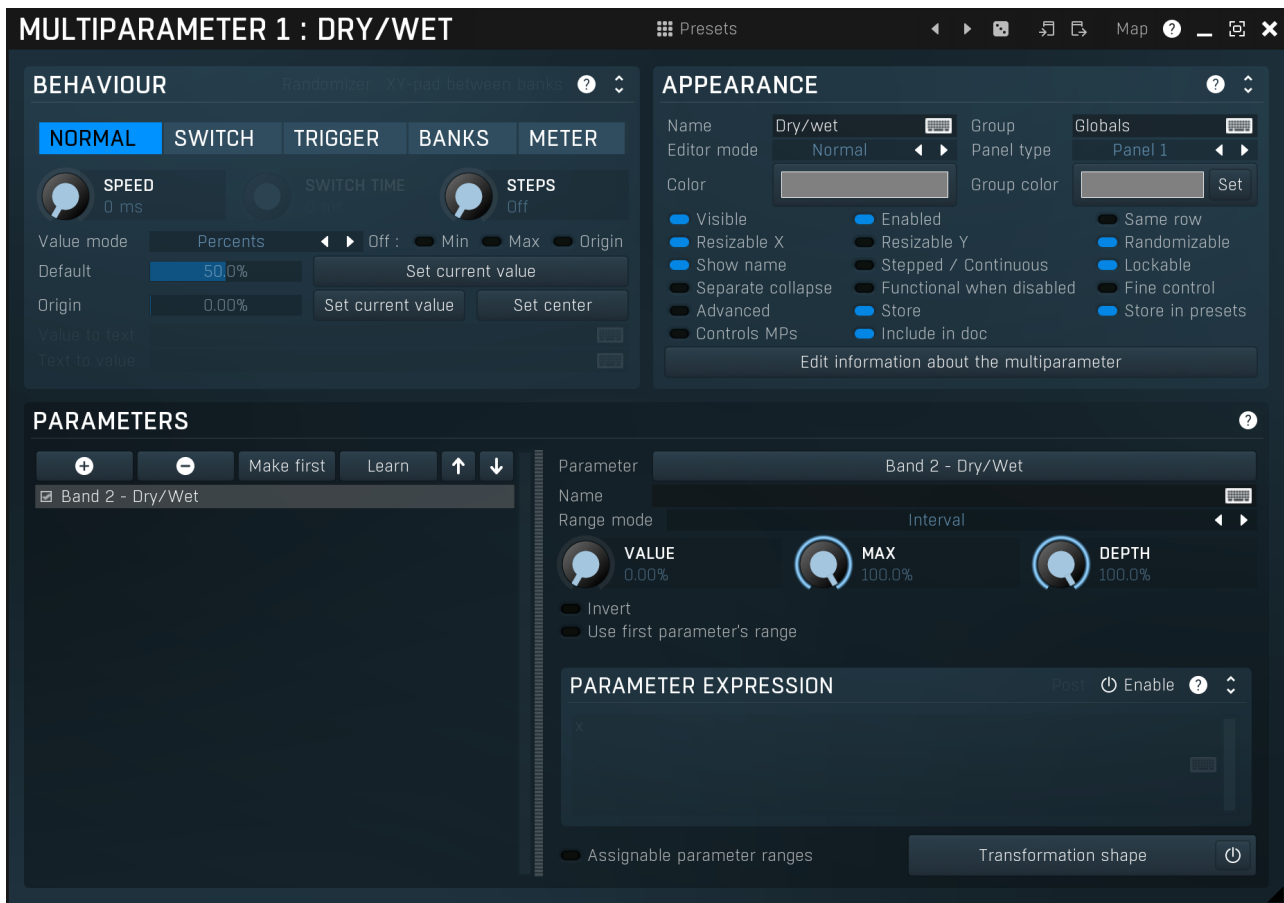 MULTIPARAMETER 1 : DRY/WET Presets Map ?
BEHAVIOUR Randomizer XY-pad between banks ?
NORMAL SWITCH TRIGGER BANKS METER
SPEED SWITCH TIME STEPS
0 ms Off
Value mode Percents Off : Min Max Origin
Default 50.0% Set current value
Origin 0.00% Set current value Set center
Value to text
Text to value
APPEARANCE ?
Name Dry/wet Group Globals
Editor mode Normal Panel type Panel 1
Color Group color Set
Visible Enabled Same row
Resizable X Resizable Y Randomizable
Show name Stepped / Continuous Lockable
Separate collapse Functional when disabled Fine control
Advanced Store Store in presets
Controls MPs Include in doc
Edit information about the multiparameter
PARAMETERS ?
Make first Learn
Band 2 - Dry/Wet
Parameter Band 2 - Dry/Wet
Name
Range mode Interval
VALUE MAX DEPTH
0.00% 100.0% 100.0%
Invert
Use first parameter's range
PARAMETER EXPRESSION Post Enable ?
x
Assignable parameter ranges Transformation shape